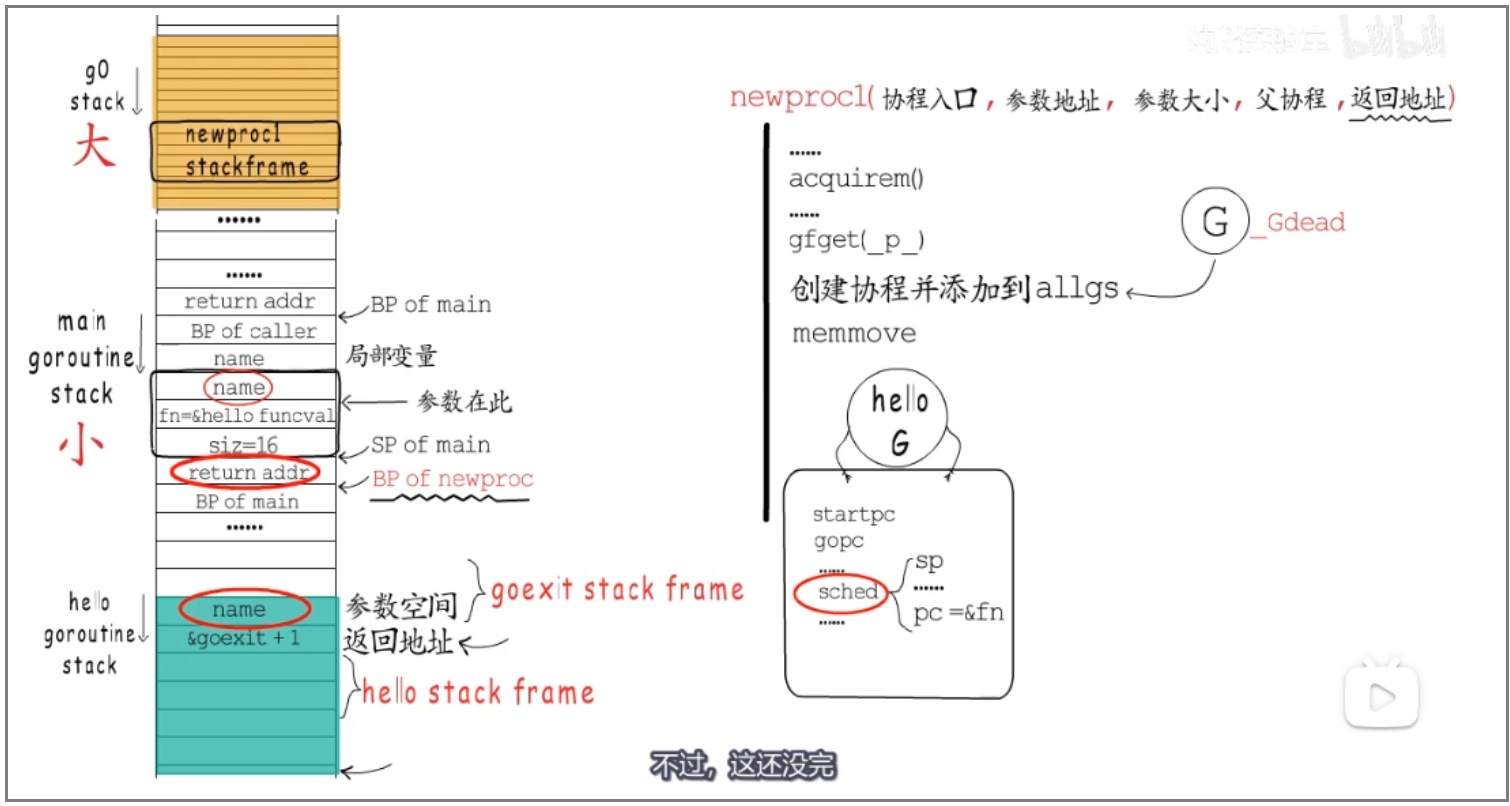 g0
stack
大
newproc1
stackframe
......
......
return addr
BP of main
BP of caller
main
goroutine
stack
小
name
局部变量
name
参数在此
fn=&hello funcval
siz=16
SP of main
return addr
BP of newproc
BP of main
......
hello
goroutine
stack
name
参数空间
goexit stack frame
&goexit + 1
返回地址
hello stack frame
newproc1(协程入口,参数地址,参数大小,父协程,返回地址)
......
acquirem()
......
gfget(_p_)
G
_Gdead
创建协程并添加到allgs
memmove
hello
G
startpc
gopc
......
sched
......
sp
......
pc =&fn
bilibili
不过，这还没完